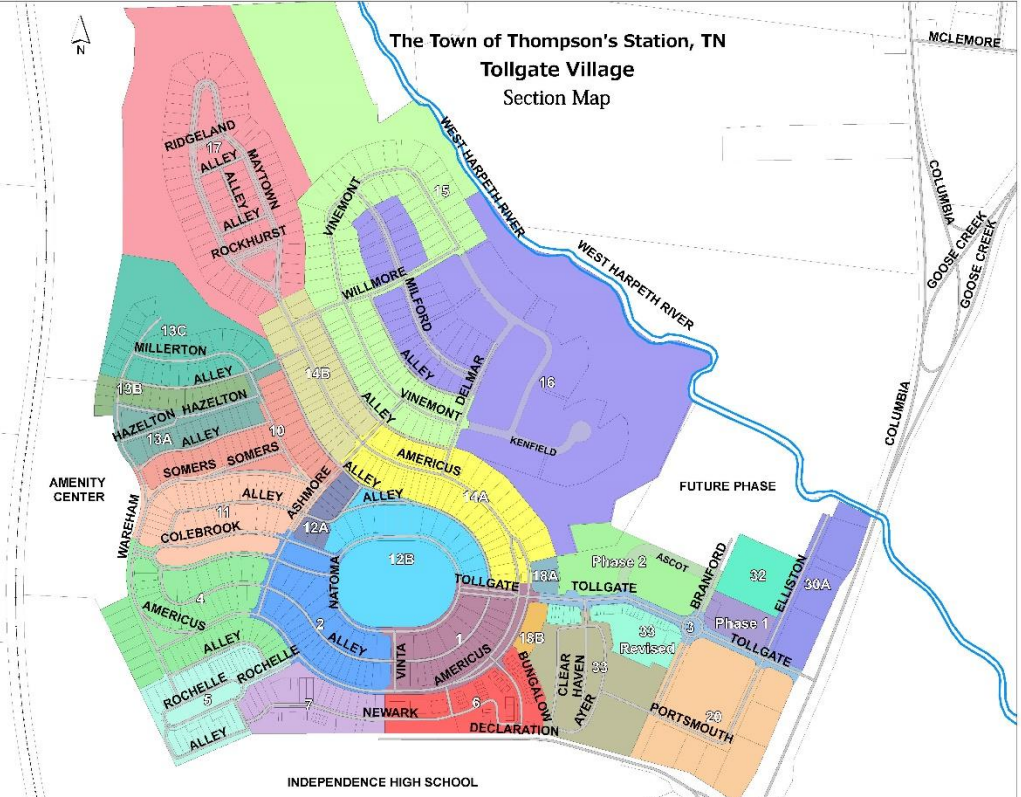 N
The Town of Thompson's Station, TN
Tollgate Village
Section Map
MCLEMORE
RIDGELAND
17
ALLEY
MAYTOWN
ALLEY
ALLEY
ROCKHURST
VINEMONT
15
WEST HARPETH RIVER
WEST HARPETH RIVER
COLUMBIA
GOOSE CREEK
GOOSE CREEK
WILLMORE
MILFORD
13C
MILLERTON
ALLEY
14B
ALLEY
DELMAR
16
13B
HAZELTON
HAZELTON
VINEMONT
ALLEY
COLUMBIA
13A
ALLEY
10
KENFIELD
SOMERS
SOMERS
AMERICUS
AMENITY
CENTER
ASHMORE
ALLEY
14A
FUTURE PHASE
WAREHAM
ALLEY
ALLEY
11
COLEBROOK
12A
12B
Phase 2
ASCOT
BRANFORD
32
ELLISTON
30A
NATOMA
TOLLGATE
18A
TOLLGATE
4
AMERICUS
2
ALLEY
1
3
Phase 1
TOLLGATE
ALLEY
VINTA
AMERICUS
18B
33
Revised
BUNGALOW
CLEAR
HAVEN
33
AYER
ROCHELLE
ROCHELLE
5
7
NEWARK
6
DECLARATION
PORTSMOUTH
ALLEY
INDEPENDENCE HIGH SCHOOL